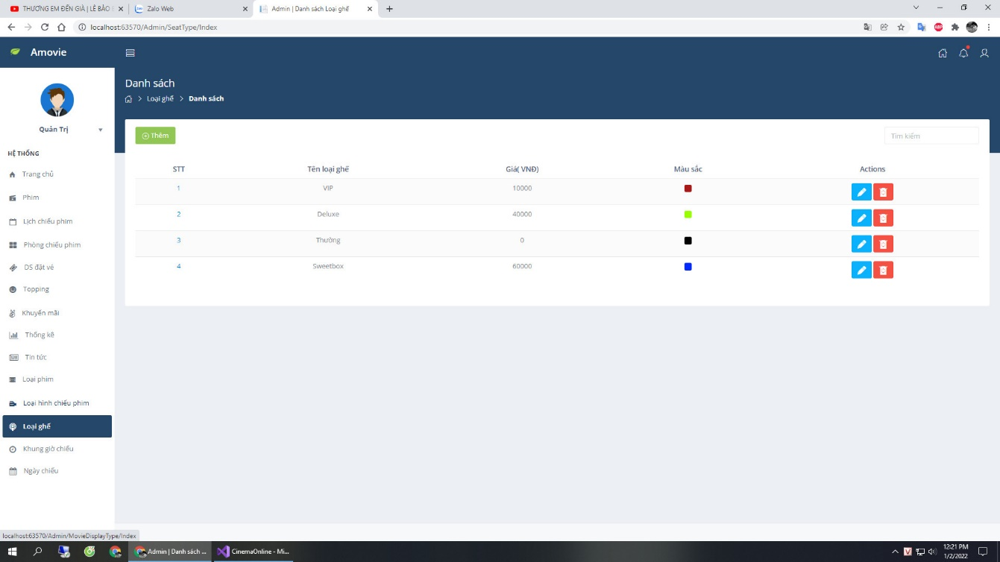 THƯƠNG EM ĐẾN GIÀ | LÊ BẢO
Zalo Web
Admin | Danh sách Loại ghế
localhost:63570/Admin/SeatType/Index
Amovie
Quản Trị
HỆ THỐNG
Trang chủ
Phim
Lịch chiếu phim
Phòng chiếu phim
DS đặt vé
Topping
Khuyến mãi
Thống kê
Tin tức
Loại phim
Loại hình chiếu phim
Loại ghế
Khung giờ chiếu
Ngày chiếu
Danh sách
Loại ghế > Danh sách
Thêm
Tìm kiếm
STT Tên loại ghế Giá( VNĐ) Màu sắc Actions
1 VIP 10000
2 Deluxe 40000
3 Thường 0
4 Sweetbox 60000
localhost:63570/Admin/MovieDisplayType/Index
Admin | Danh sách ...
CinemaOnline - Mi...
12:21 PM
1/2/2022